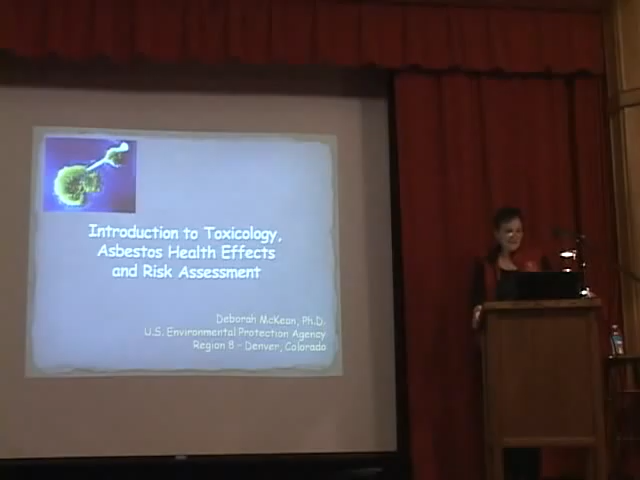 Introduction to Toxicology,
Asbestos Health Effects
and Risk Assessment
Deborah McKean, Ph.D.
U.S. Environmental Protection Agency
Region 8 - Denver, Colorado